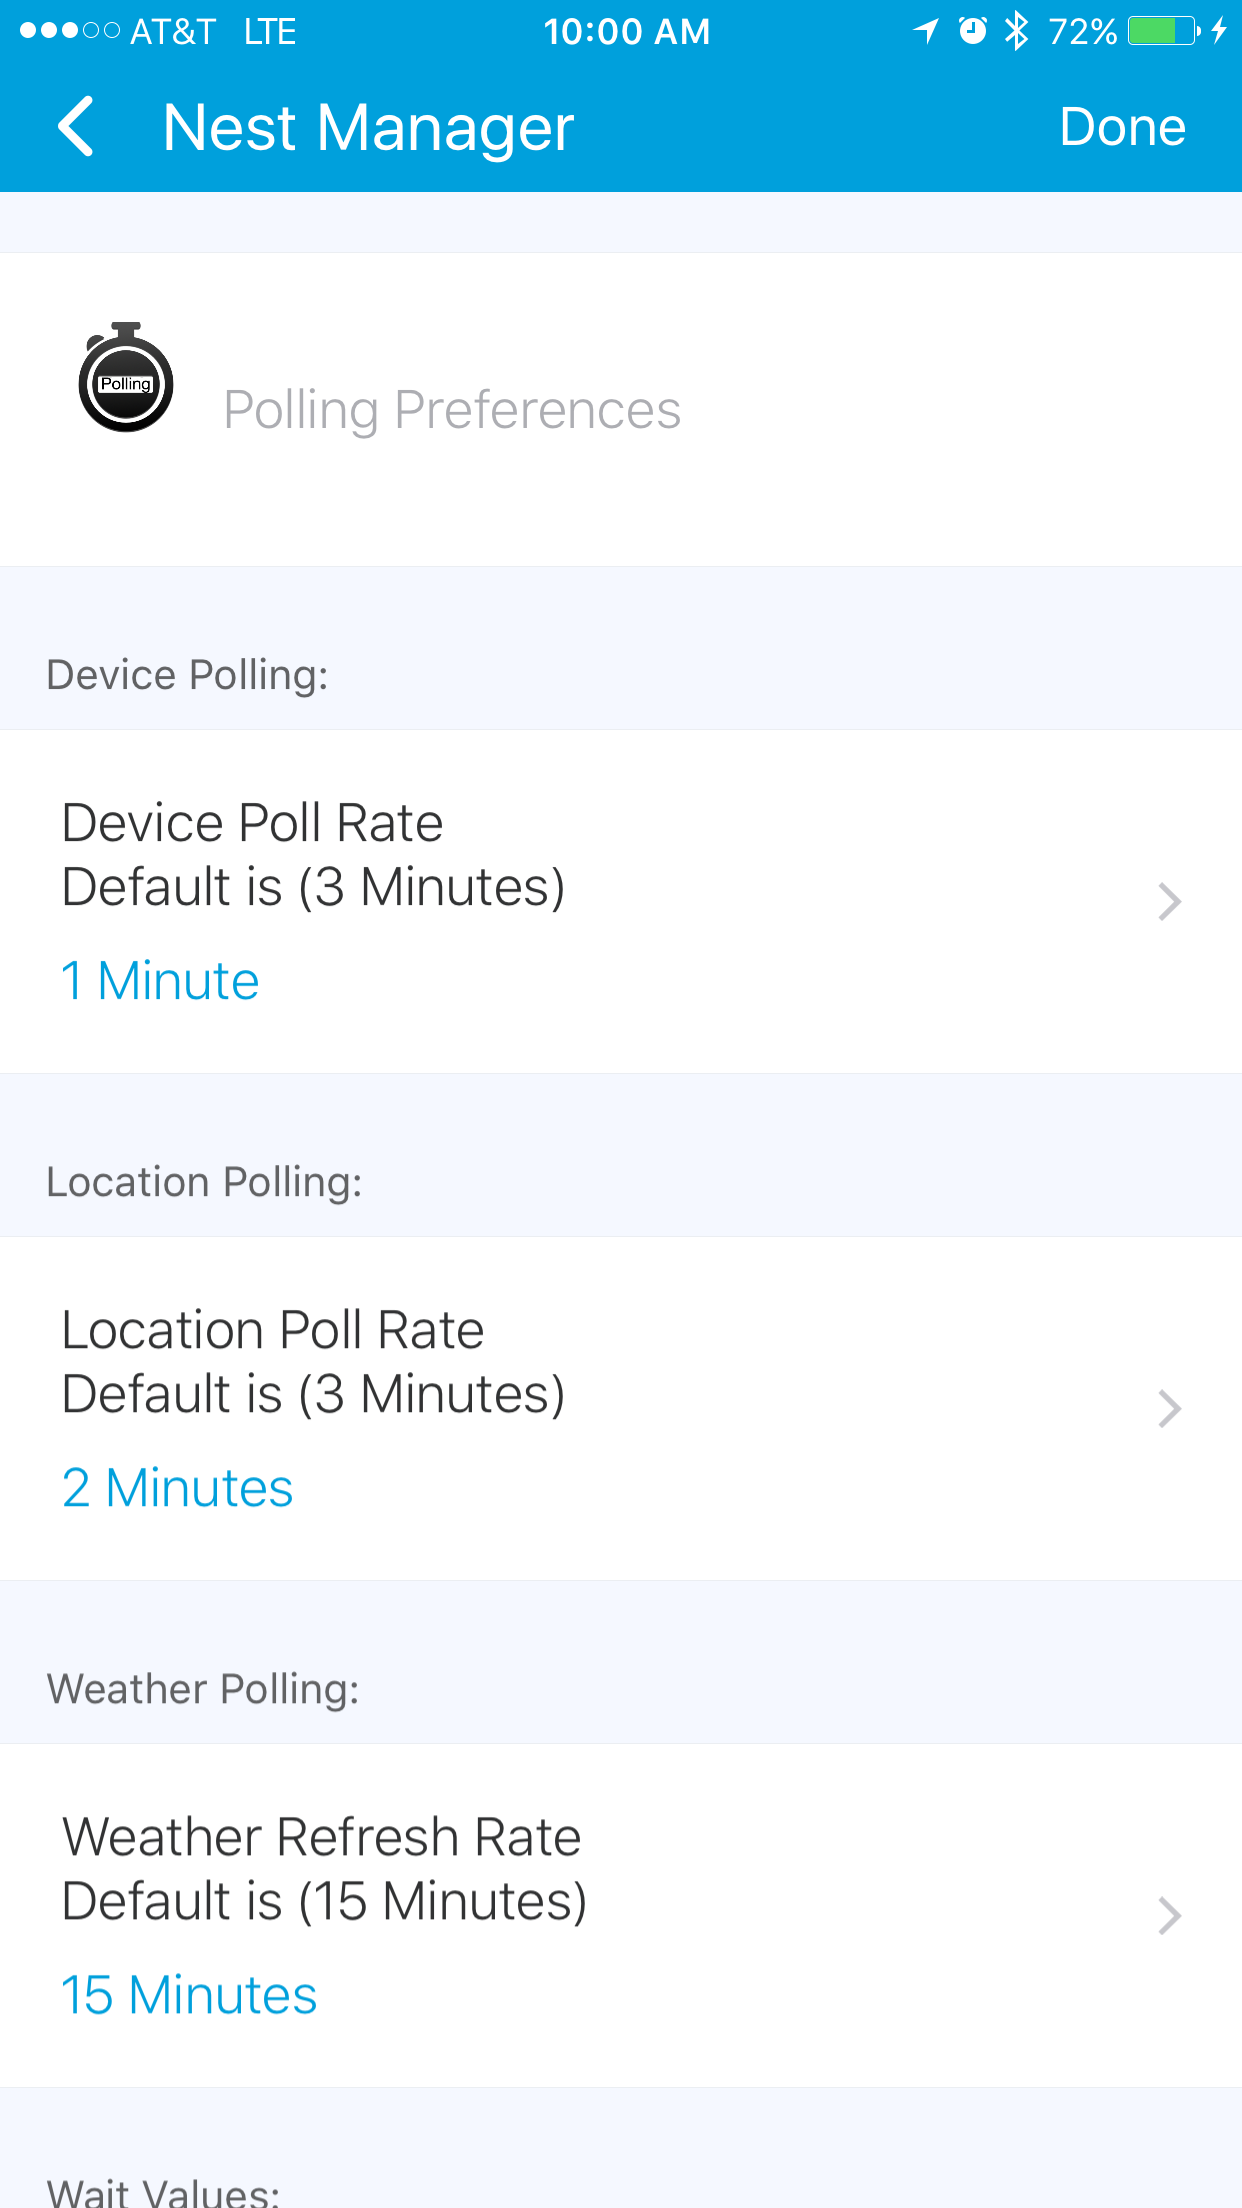 AT&T LTE 10:00 AM 72%
Nest Manager Done
Polling
Polling Preferences
Device Polling:
Device Poll Rate
Default is (3 Minutes)
1 Minute
Location Polling:
Location Poll Rate
Default is (3 Minutes)
2 Minutes
Weather Polling:
Weather Refresh Rate
Default is (15 Minutes)
15 Minutes
Wait Values: